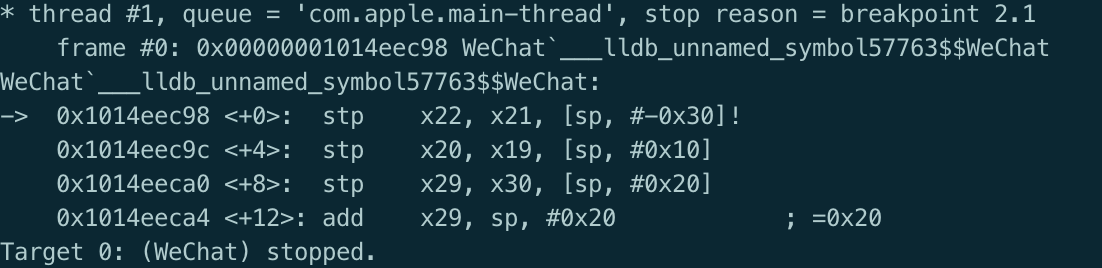 * thread #1, queue = 'com.apple.main-thread', stop reason = breakpoint 2.1
    frame #0: 0x00000001014eec98 WeChat`___lldb_unnamed_symbol57763$$WeChat
WeChat`___lldb_unnamed_symbol57763$$WeChat:
->  0x1014eec98 <+0>:  stp    x22, x21, [sp, #-0x30]!
    0x1014eec9c <+4>:  stp    x20, x19, [sp, #0x10]
    0x1014eeca0 <+8>:  stp    x29, x30, [sp, #0x20]
    0x1014eeca4 <+12>: add    x29, sp, #0x20            ; =0x20
Target 0: (WeChat) stopped.